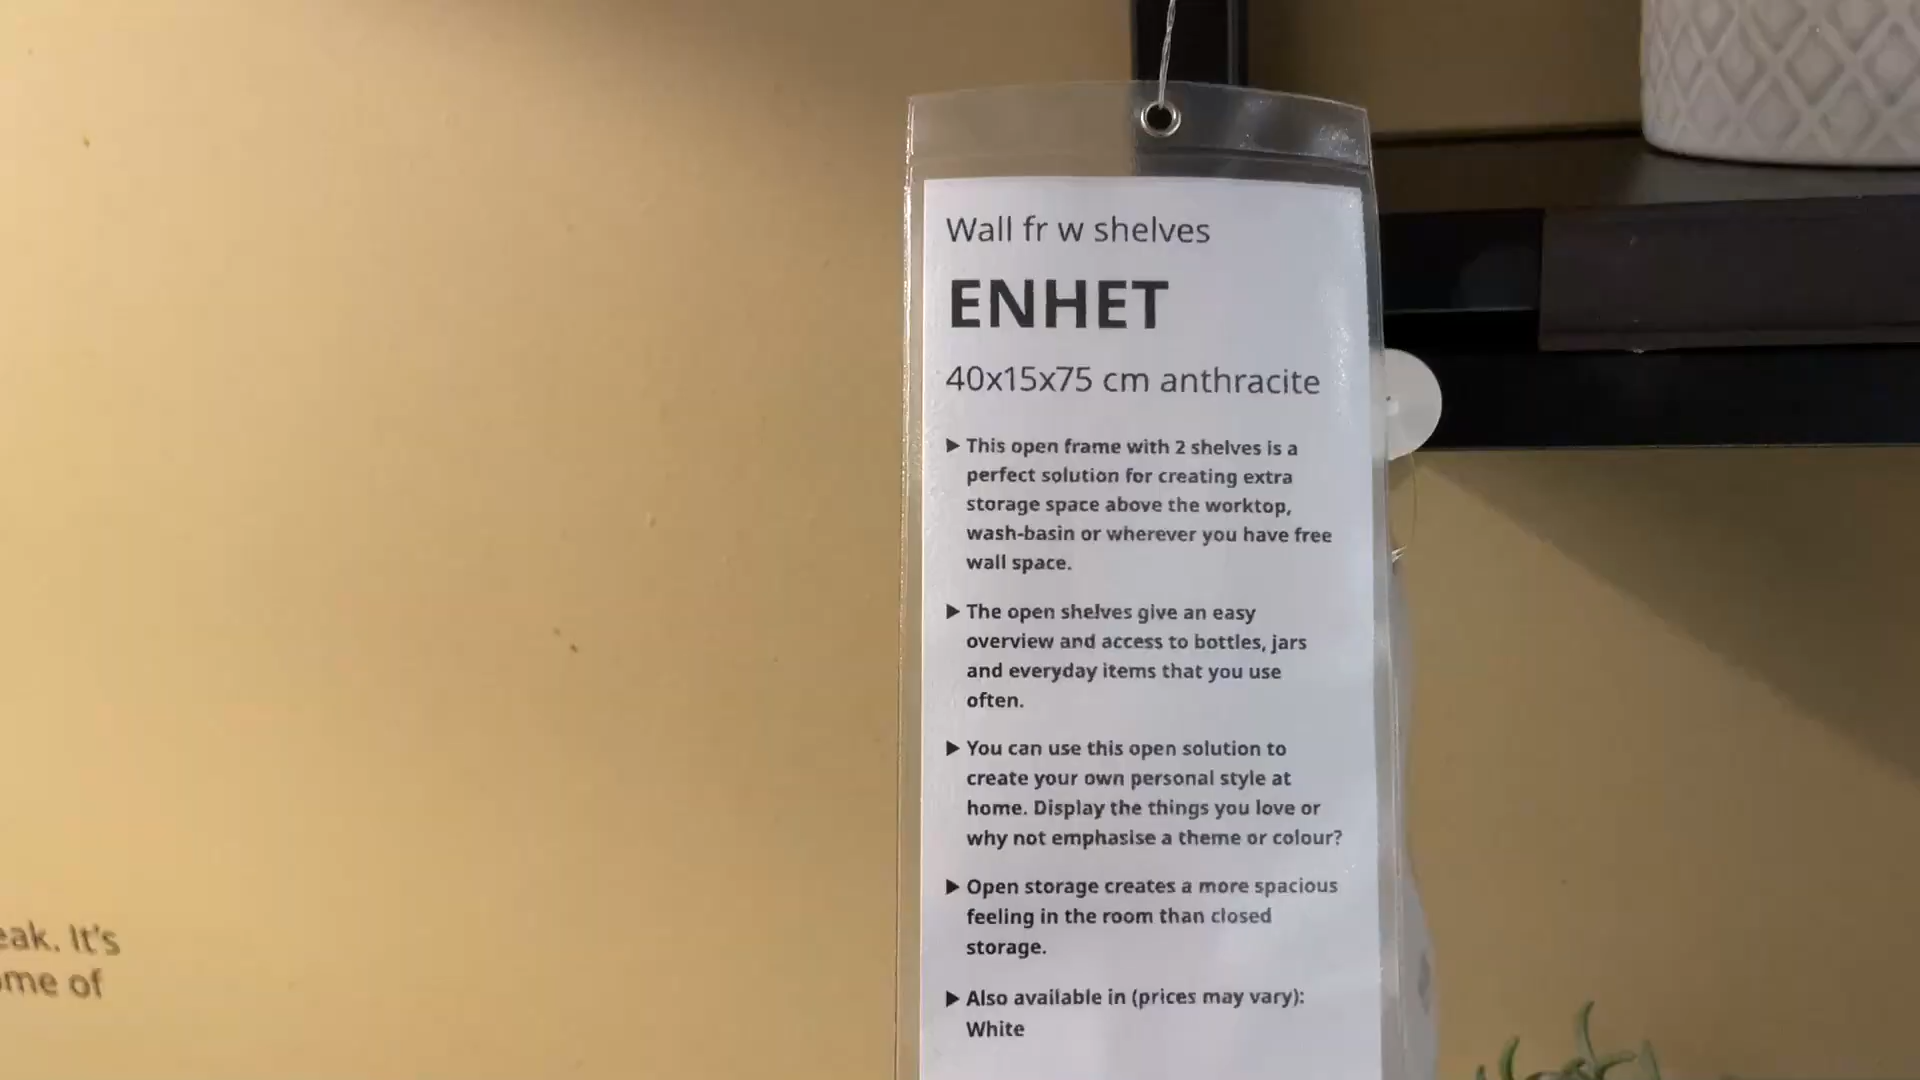 Wall fr w shelves
ENHET
40x15x75 cm anthracite
▶ This open frame with 2 shelves is a
perfect solution for creating extra
storage space above the worktop,
wash-basin or wherever you have free
wall space.
▶ The open shelves give an easy
overview and access to bottles, jars
and everyday items that you use
often.
▶ You can use this open solution to
create your own personal style at
home. Display the things you love or
why not emphasise a theme or colour?
▶ Open storage creates a more spacious
feeling in the room than closed
storage.
▶ Also available in (prices may vary):
White
It's
of